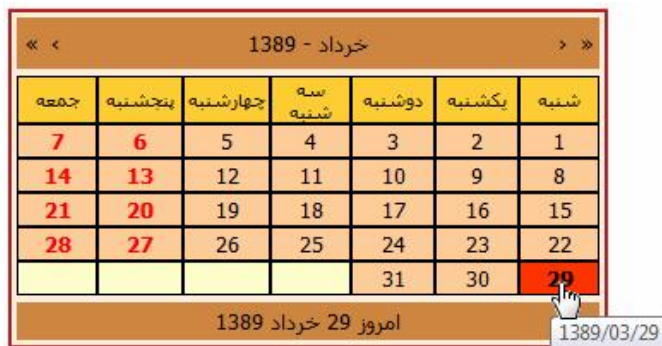 « ‹ خرداد - 1389 › »
شنبه یکشنبه دوشنبه سه شنبه چهارشنبه پنجشنبه جمعه
1 2 3 4 5 6 7
8 9 10 11 12 13 14
15 16 17 18 19 20 21
22 23 24 25 26 27 28
29 30 31
امروز 29 خرداد 1389
1389/03/29